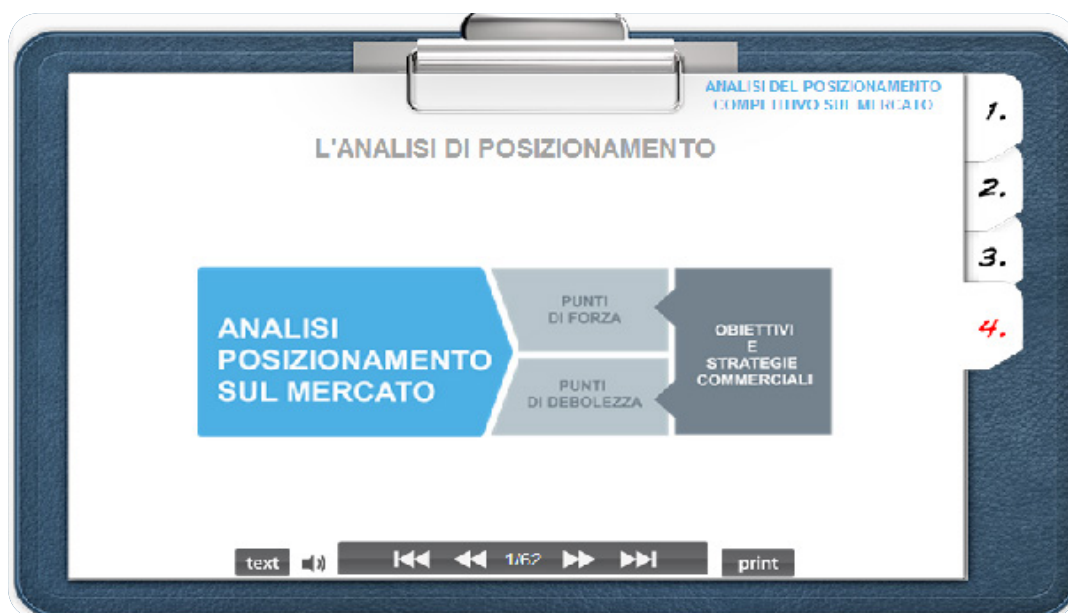 ANALISI DEL POSIZIONAMENTO
COMPETITIVO SUL MERCATO
L'ANALISI DI POSIZIONAMENTO
1.
2.
3.
4.
ANALISI
POSIZIONAMENTO
SUL MERCATO
PUNTI
DI FORZA
PUNTI
DI DEBOLEZZA
OBIETTIVI
E
STRATEGIE
COMMERCIALI
text
1/62
print